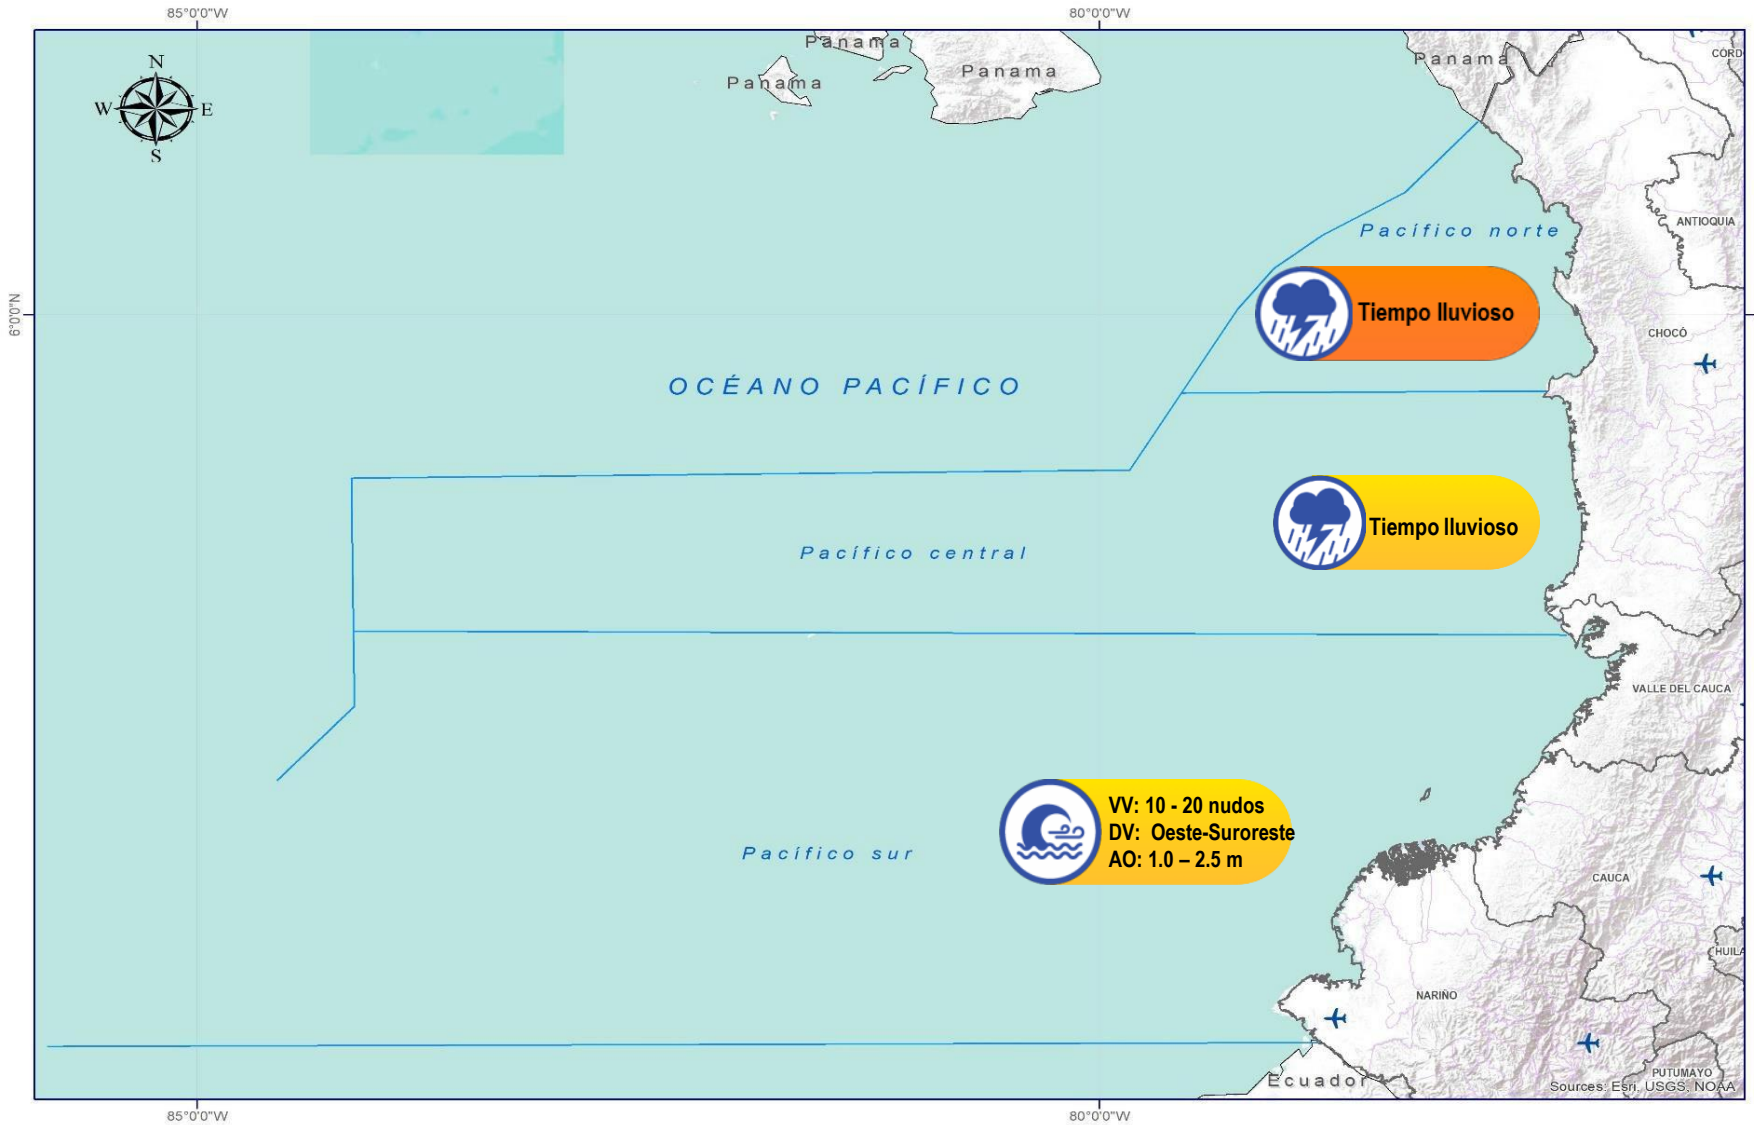 85°0'0"W
80°0'0"W
N
W
E
S
Panama
Panama
Panama
Panama
ANTIOQUIA
Pacífico norte
6°0'0"N
Tiempo lluvioso
CHOCÓ
OCÉANO PACÍFICO
Tiempo lluvioso
Pacífico central
VALLE DEL CAUCA
VV: 10 - 20 nudos
DV: Oeste-Suroreste
AO: 1.0 – 2.5 m
Pacífico sur
CAUCA
HUILA
NARIÑO
PUTUMAYO
Ecuador
Sources: Esri, USGS, NOAA
85°0'0"W
80°0'0"W